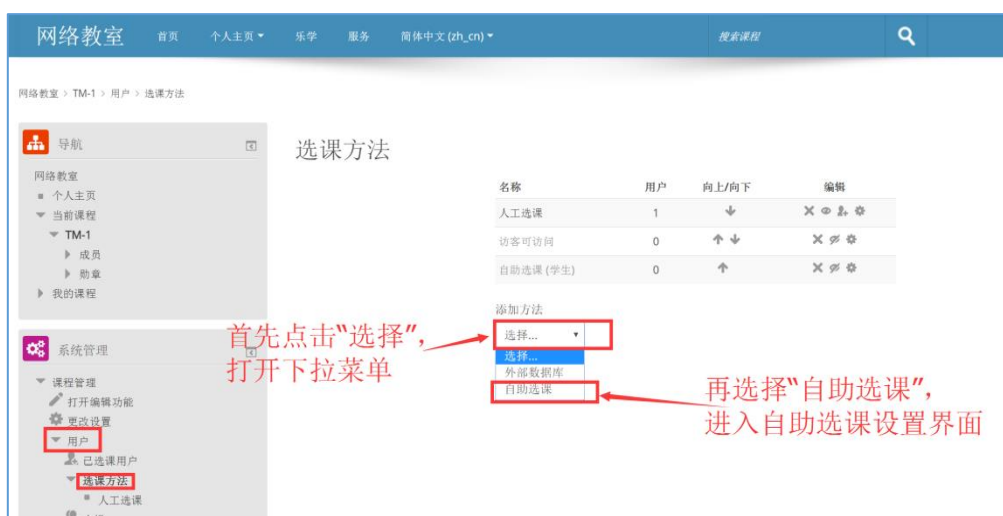 网络教室 首页 个人主页 乐学 服务 简体中文 (zh_cn) 搜索课程
网络教室 > TM-1 > 用户 > 选课方法
导航
网络教室
个人主页
当前课程
TM-1
成员
勋章
我的课程
系统管理
课程管理
打开编辑功能
更改设置
用户
已选课用户
选课方法
人工选课
选课方法
名称 用户 向上/向下 编辑
人工选课 1
访客可访问 0
自助选课 (学生) 0
添加方法
选择...
选择...
外部数据库
自助选课
首先点击“选择”,
打开下拉菜单
再选择“自助选课”,
进入自助选课设置界面